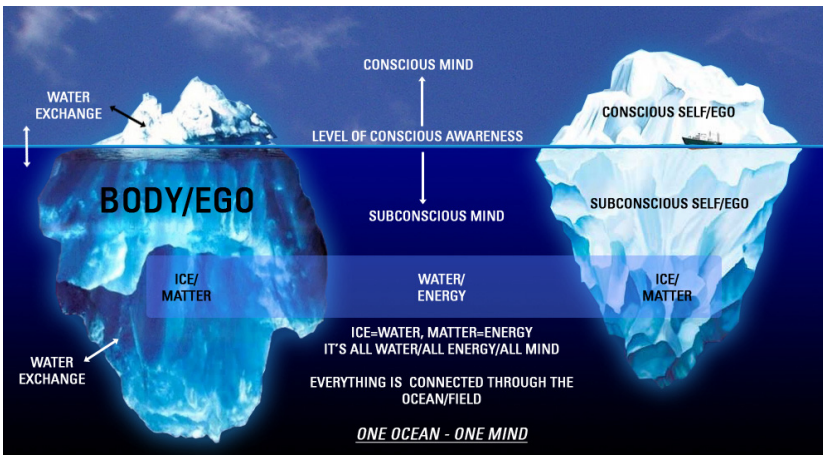 CONSCIOUS MIND
WATER
EXCHANGE
CONSCIOUS SELF/EGO
LEVEL OF CONSCIOUS AWARENESS
BODY/EGO
SUBCONSCIOUS MIND
SUBCONSCIOUS SELF/EGO
ICE/
MATTER
WATER/
ENERGY
ICE/
MATTER
ICE=WATER, MATTER=ENERGY
IT'S ALL WATER/ALL ENERGY/ALL MIND
WATER
EXCHANGE
EVERYTHING IS CONNECTED THROUGH THE
OCEAN/FIELD
ONE OCEAN - ONE MIND